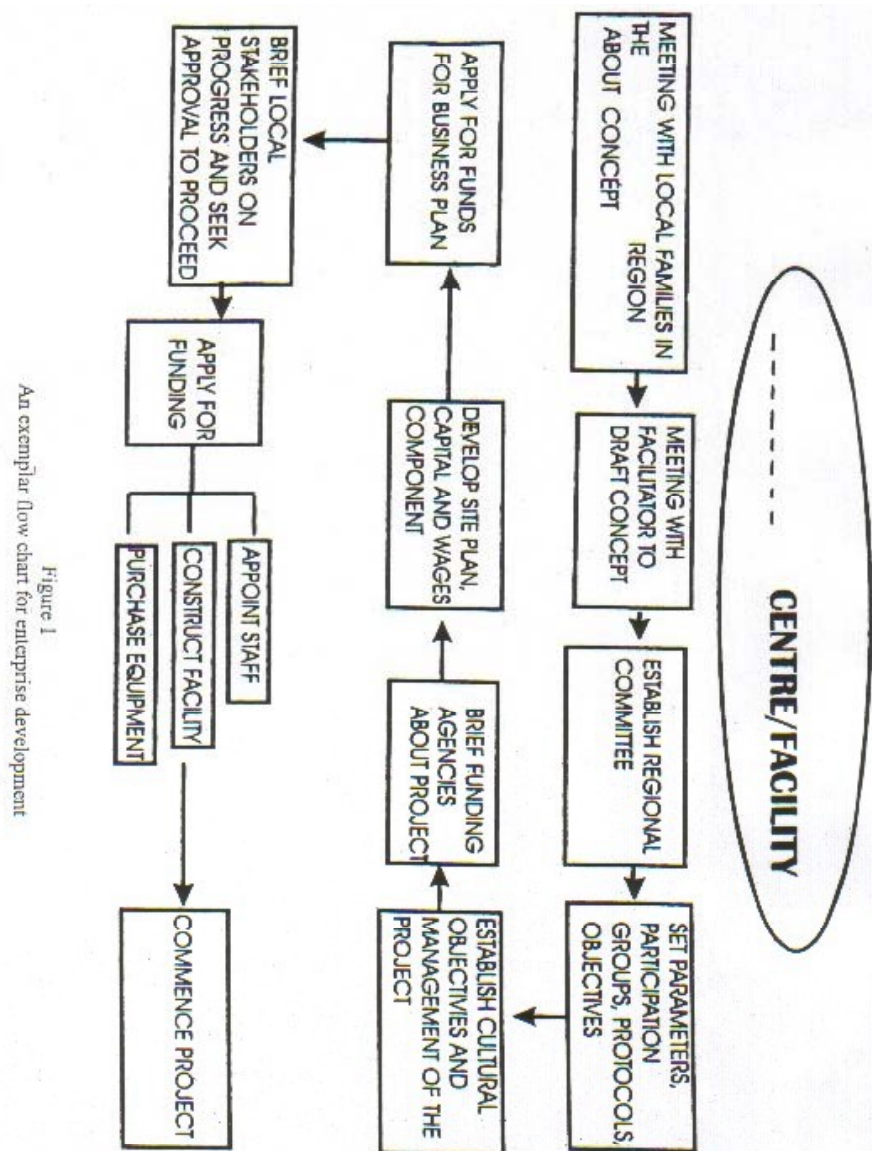 ------- CENTRE/FACILITY
MEETING WITH LOCAL FAMILIES IN
THE REGION
ABOUT CONCEPT
MEETING WITH
FACILITATOR TO
DRAFT CONCEPT
ESTABLISH REGIONAL
COMMITTEE
SET PARAMETERS,
PARTICIPATION
GROUPS, PROTOCOLS,
OBJECTIVES
ESTABLISH CULTURAL
OBJECTIVES AND
MANAGEMENT OF THE
PROJECT
BRIEF FUNDING
AGENCIES
ABOUT PROJECT
DEVELOP SITE PLAN,
CAPITAL AND WAGES
COMPONENT
APPLY FOR FUNDS
FOR BUSINESS PLAN
BRIEF LOCAL
STAKEHOLDERS ON
PROGRESS AND SEEK
APPROVAL TO PROCEED
APPLY FOR
FUNDING
APPOINT STAFF
CONSTRUCT FACILITY
PURCHASE EQUIPMENT
COMMENCE PROJECT
Figure 1
An exemplar flow chart for enterprise development